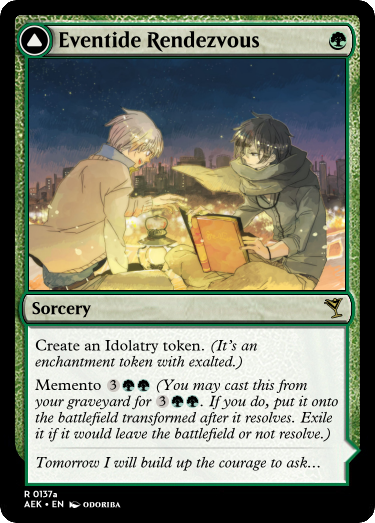 Eventide Rendezvous
Sorcery
Create an Idolatry token. (It's an
enchantment token with exalted.)
Memento 3 (You may cast this from
your graveyard for 3. If you do, put it onto
the battlefield transformed after it resolves. Exile
it if it would leave the battlefield or not resolve.)
Tomorrow I will build up the courage to ask…
R 0137a
AEK • EN ODORIBA